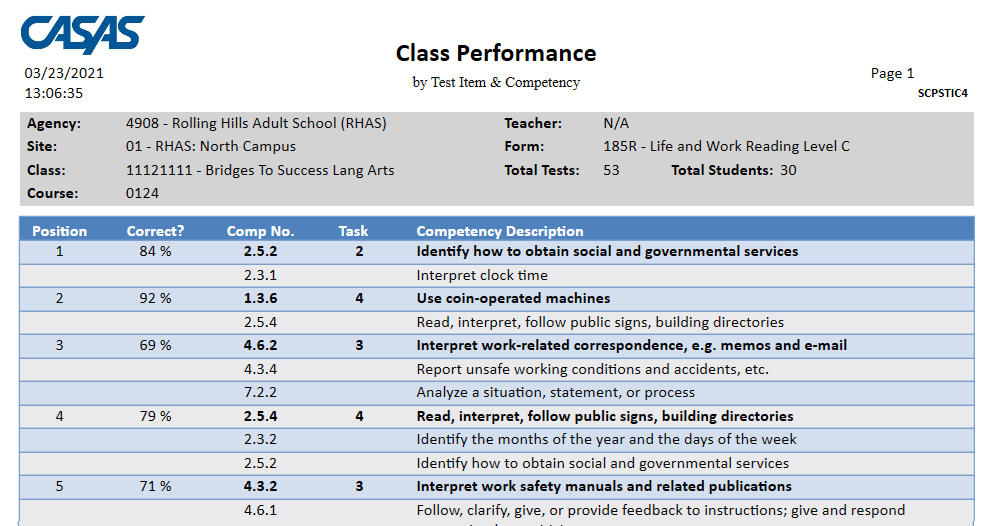 CASAS
Class Performance
03/23/2021
by Test Item & Competency
Page 1
13:06:35
SCPSTIC4
Agency: 4908 - Rolling Hills Adult School (RHAS) Teacher: N/A
Site: 01 - RHAS: North Campus Form: 185R - Life and Work Reading Level C
Class: 11121111 - Bridges To Success Lang Arts Total Tests: 53 Total Students: 30
Course: 0124
Position Correct? Comp No. Task Competency Description
1 84 % 2.5.2 2 Identify how to obtain social and governmental services
2.3.1 Interpret clock time
2 92 % 1.3.6 4 Use coin-operated machines
2.5.4 Read, interpret, follow public signs, building directories
3 69 % 4.6.2 3 Interpret work-related correspondence, e.g. memos and e-mail
4.3.4 Report unsafe working conditions and accidents, etc.
7.2.2 Analyze a situation, statement, or process
4 79 % 2.5.4 4 Read, interpret, follow public signs, building directories
2.3.2 Identify the months of the year and the days of the week
2.5.2 Identify how to obtain social and governmental services
5 71 % 4.3.2 3 Interpret work safety manuals and related publications
4.6.1 Follow, clarify, give, or provide feedback to instructions; give and respond